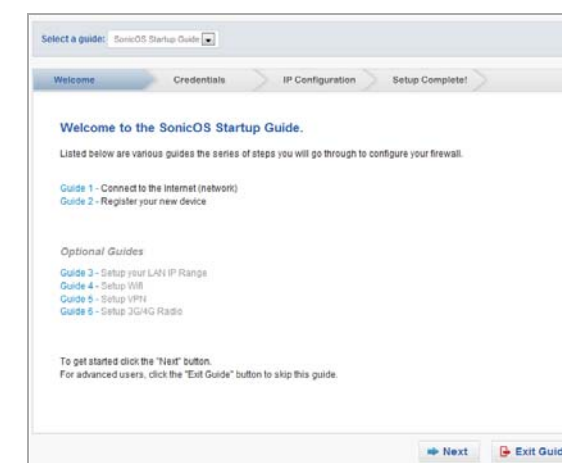 Select a guide: SonicOS Startup Guide
Welcome Credentials IP Configuration Setup Complete!
Welcome to the SonicOS Startup Guide.
Listed below are various guides the series of steps you will go through to configure your firewall.
Guide 1 - Connect to the internet (network)
Guide 2 - Register your new device
Optional Guides
Guide 3 - Setup your LAN IP Range
Guide 4 - Setup Wifi
Guide 5 - Setup VPN
Guide 6 - Setup 3G/4G Radio
To get started click the "Next" button.
For advanced users, click the "Exit Guide" button to skip this guide.
Next Exit Guid